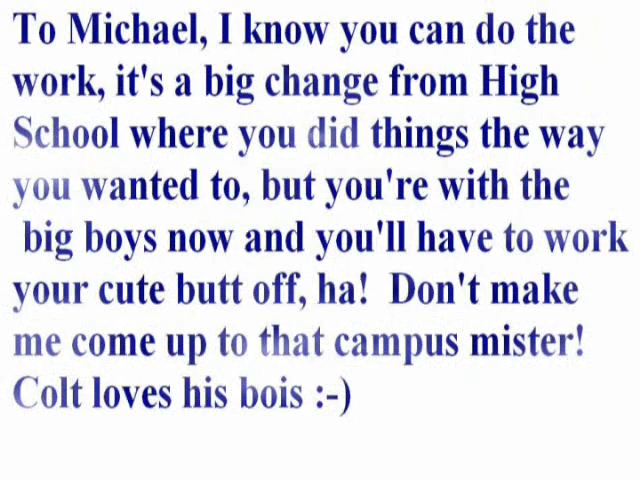 To Michael, I know you can do the
work, it's a big change from High
School where you did things the way
you wanted to, but you're with the
big boys now and you'll have to work
your cute butt off, ha!  Don't make
me come up to that campus mister!
Colt loves his bois :-)